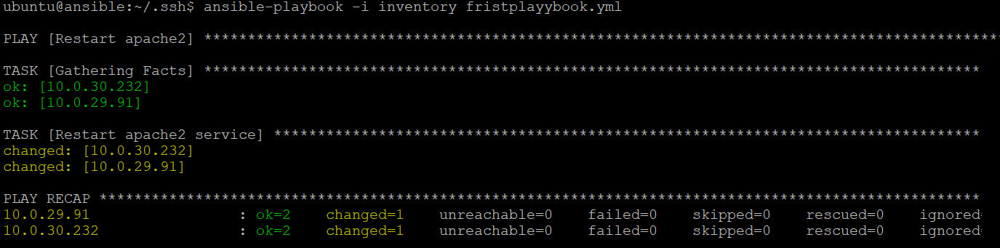 ubuntu@ansible:~/.ssh$ ansible-playbook -i inventory fristplayybook.yml
PLAY [Restart apache2] *******************************************************************************************
TASK [Gathering Facts] *****************************************************************************************
ok: [10.0.30.232]
ok: [10.0.29.91]
TASK [Restart apache2 service] *********************************************************************************
changed: [10.0.30.232]
changed: [10.0.29.91]
PLAY RECAP *****************************************************************************************************
10.0.29.91                 : ok=2    changed=1    unreachable=0    failed=0    skipped=0    rescued=0    ignored=
10.0.30.232                : ok=2    changed=1    unreachable=0    failed=0    skipped=0    rescued=0    ignored=